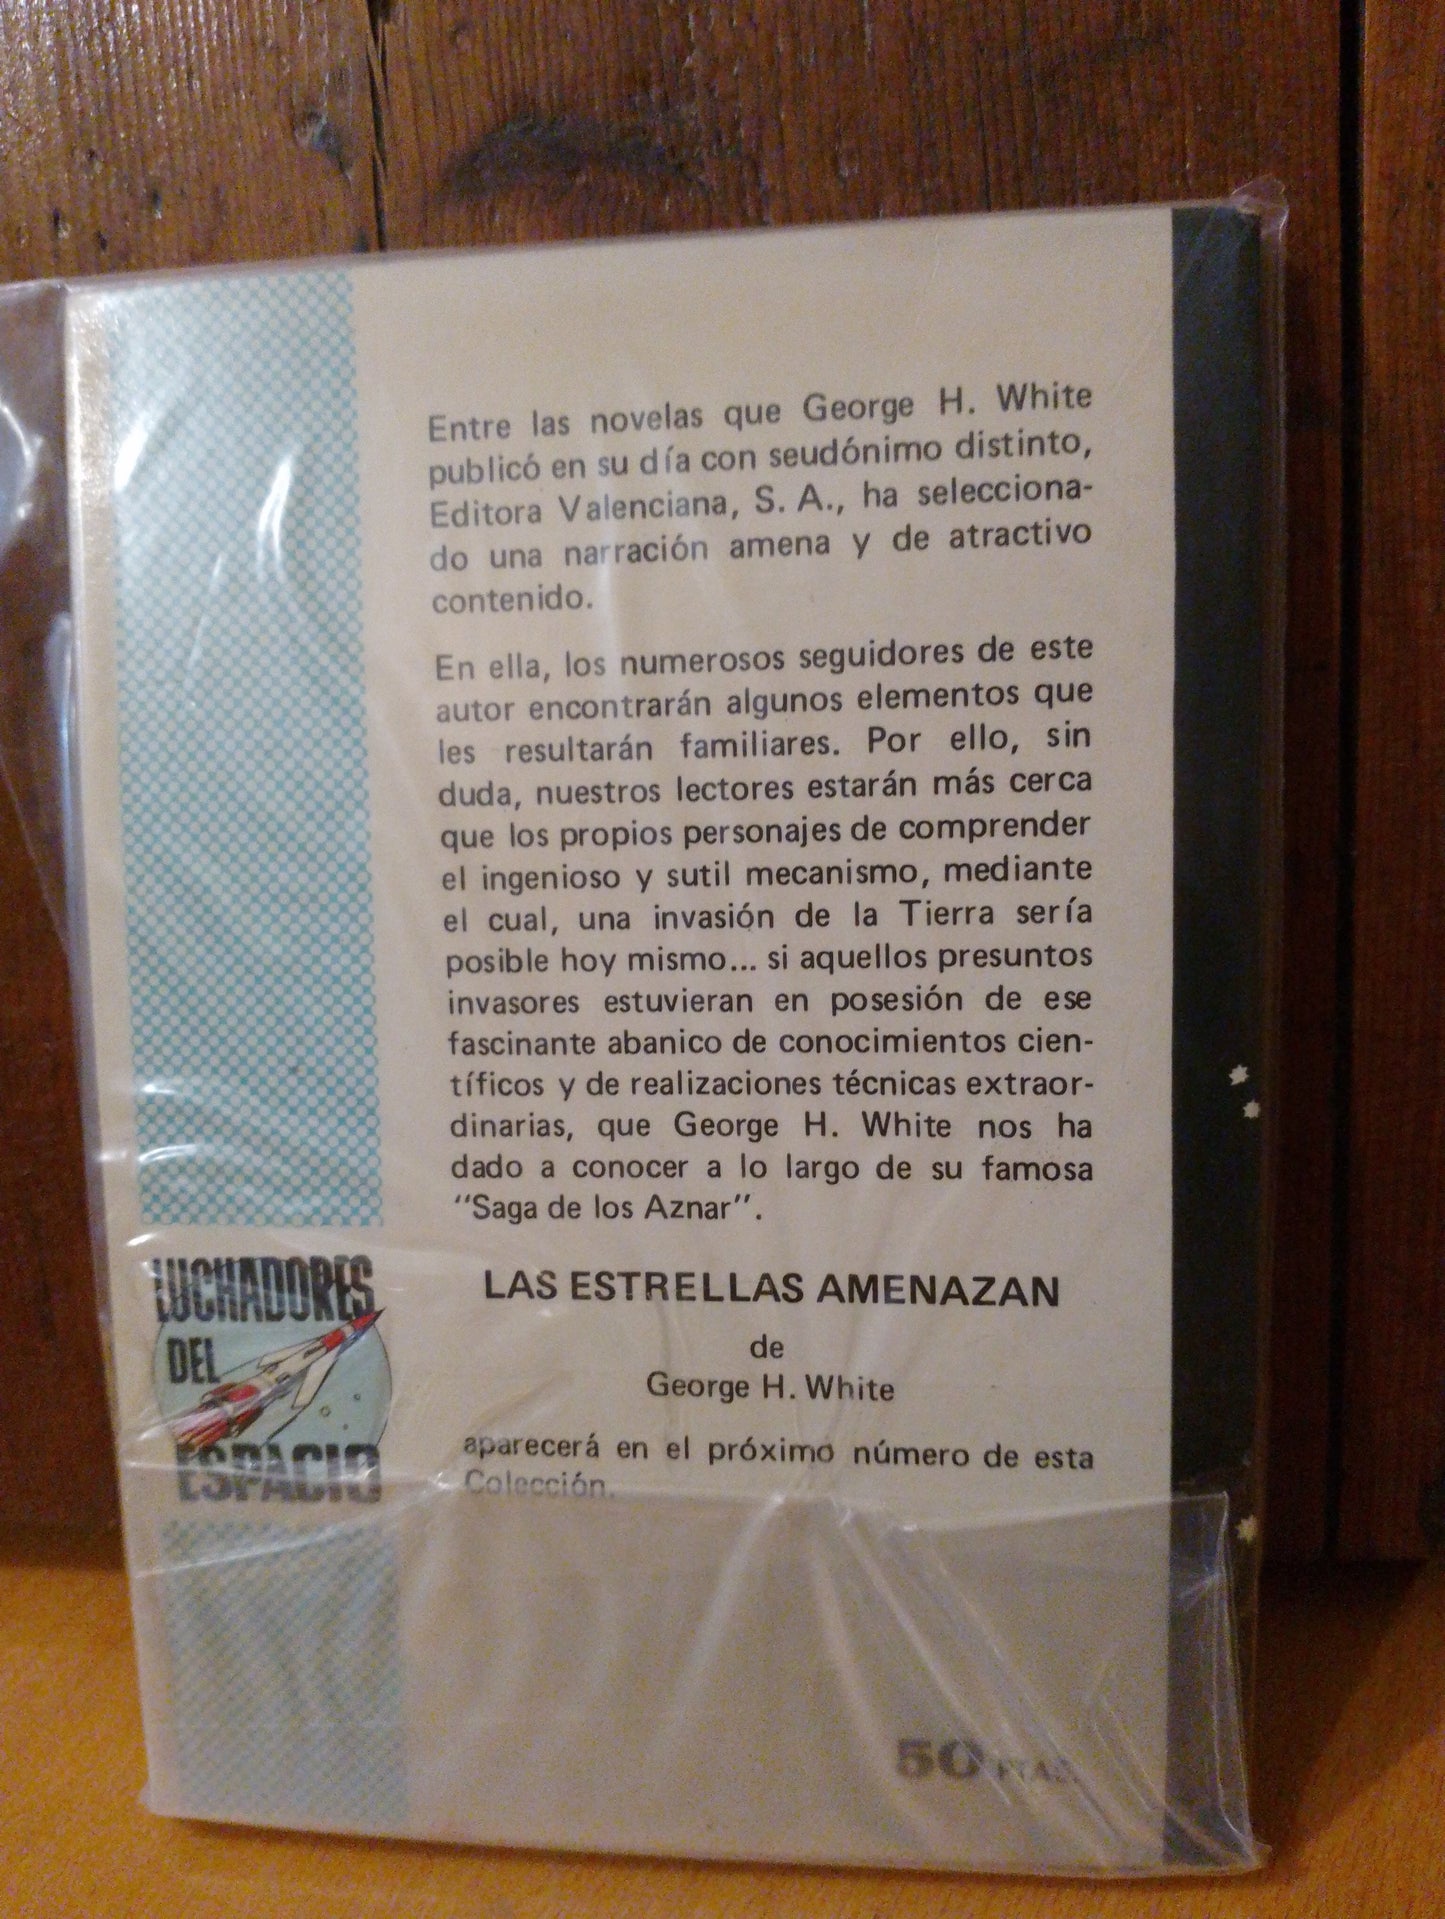 Entre las novelas que George H. White
publicó en su día con seudónimo distinto,
Editora Valenciana, S. A., ha selecciona-
do una narración amena y de atractivo
contenido.
En ella, los numerosos seguidores de este
autor encontrarán algunos elementos que
les resultarán familiares. Por ello, sin
duda, nuestros lectores estarán más cerca
que los propios personajes de comprender
el ingenioso y sutil mecanismo, mediante
el cual, una invasión de la Tierra sería
posible hoy mismo... si aquellos presuntos
invasores estuvieran en posesión de ese
fascinante abanico de conocimientos cien-
tíficos y de realizaciones técnicas extraor-
dinarias, que George H. White nos ha
dado a conocer a lo largo de su famosa
"Saga de los Aznar".
LAS ESTRELLAS AMENAZAN
de
George H. White
aparecerá en el próximo número de esta
Colección.
LUCHADORES
DEL
ESPACIO
50 PTAS.